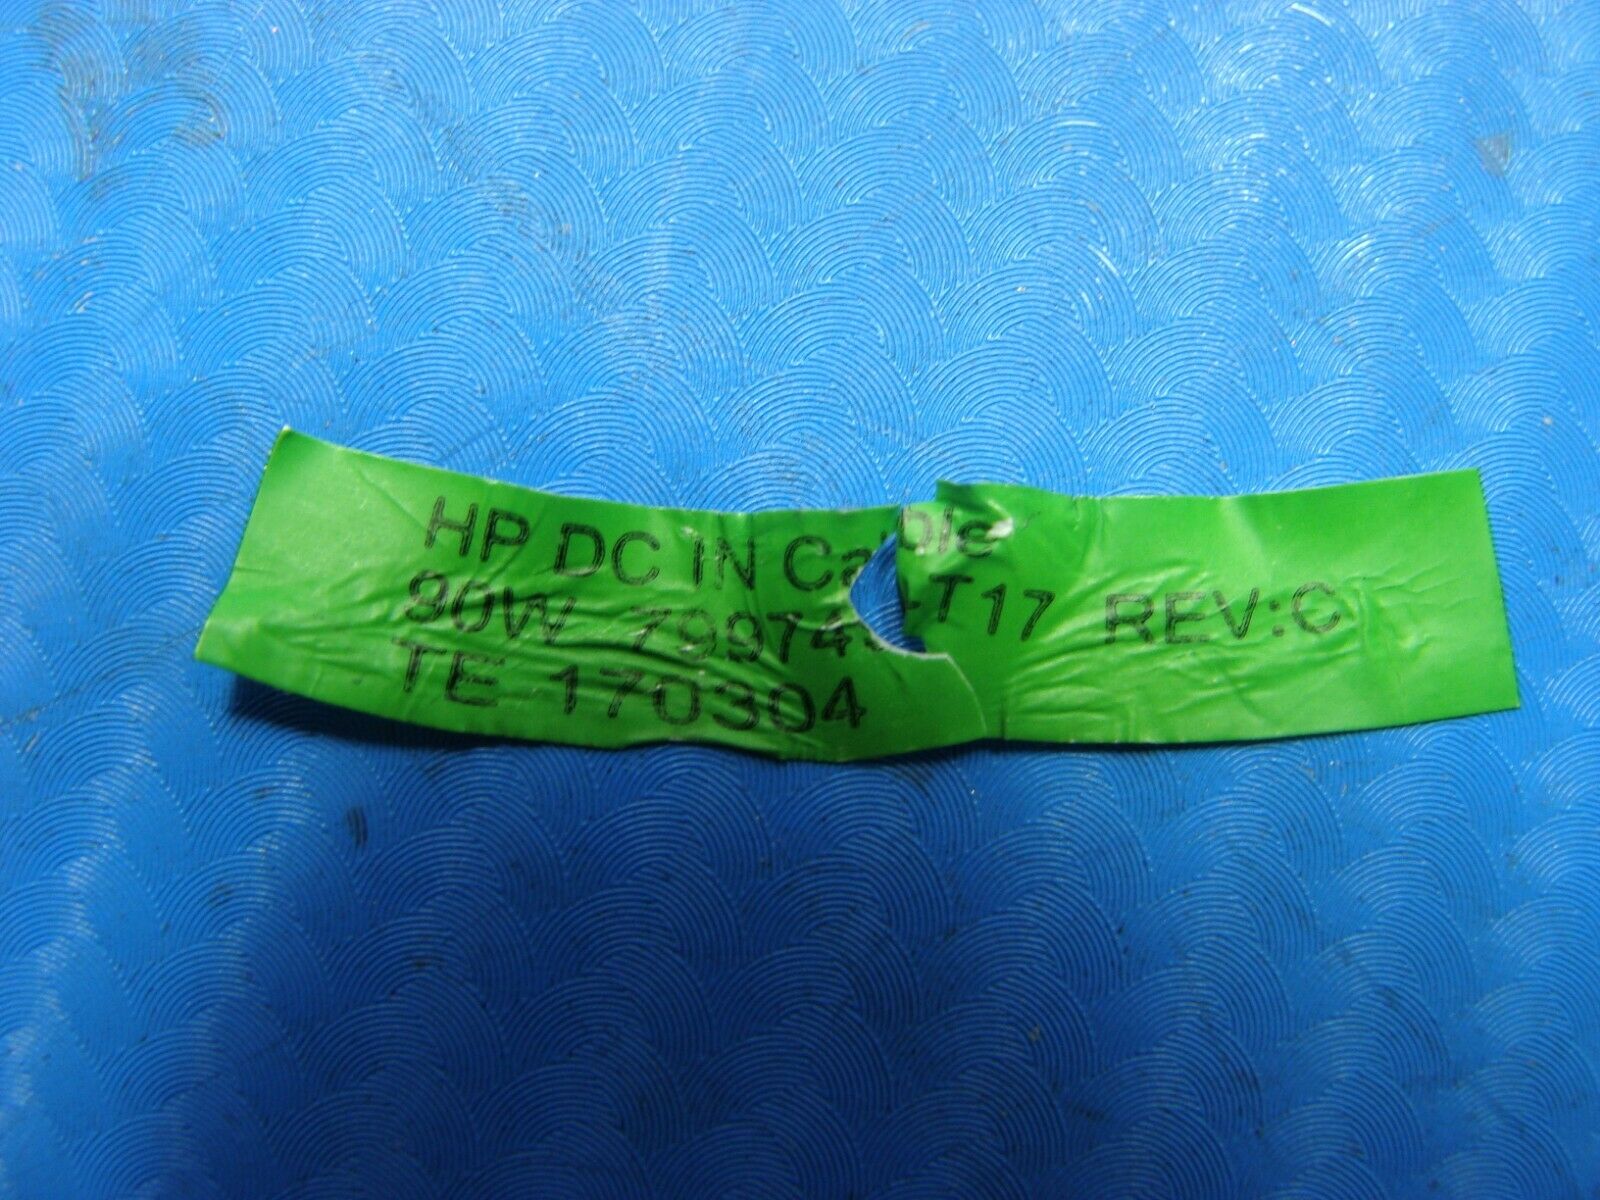 HP DC IN Cable
90W REV:C
TE 170304